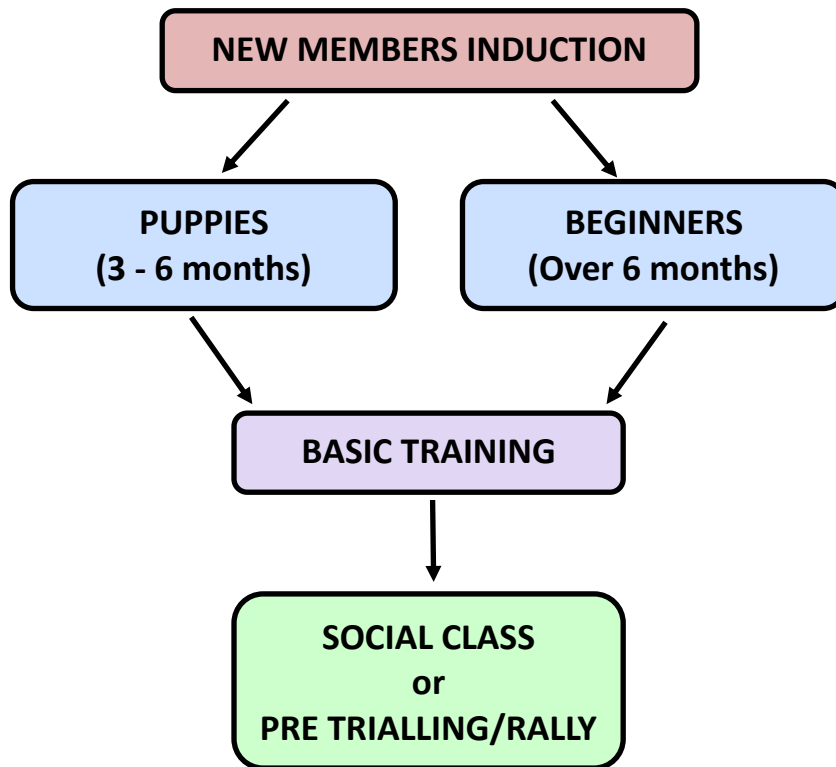 NEW MEMBERS INDUCTION
PUPPIES
(3 - 6 months)
BEGINNERS
(Over 6 months)
BASIC TRAINING
SOCIAL CLASS
or
PRE TRIALLING/RALLY